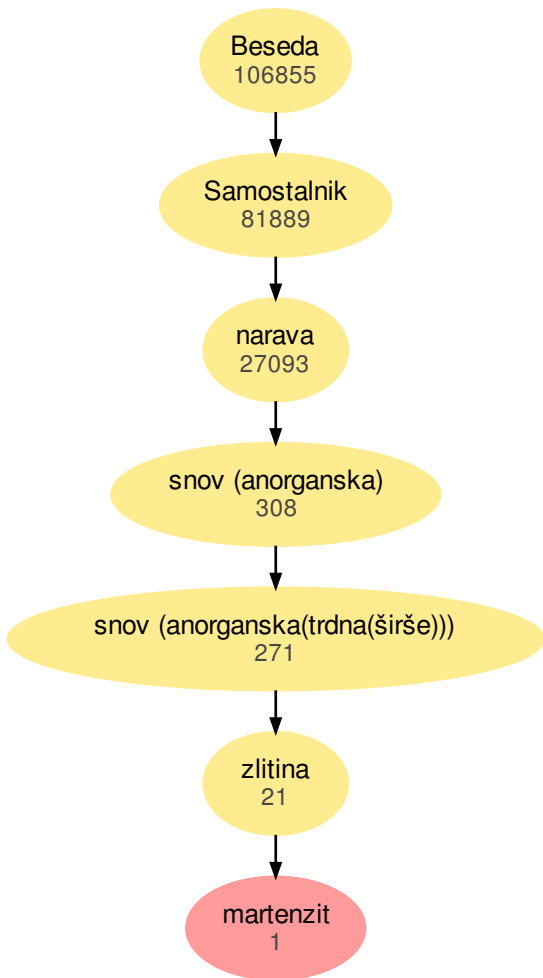 Beseda
106855
Samostalnik
81889
narava
27093
snov (anorganska)
308
snov (anorganska(trdna(širše)))
271
zlitina
21
martenzit
1